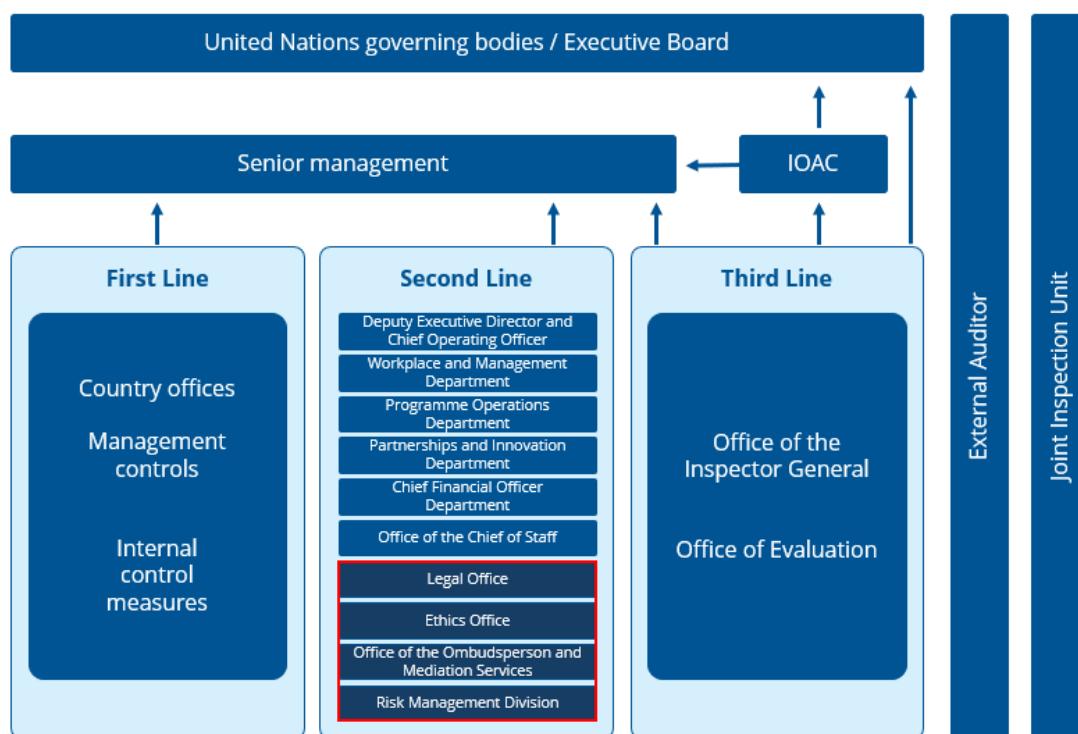 United Nations governing bodies / Executive Board
Senior management
IOAC
First Line
Country offices
Management
controls
Internal
control
measures
Second Line
Deputy Executive Director and
Chief Operating Officer
Workplace and Management
Department
Programme Operations
Department
Partnerships and Innovation
Department
Chief Financial Officer
Department
Office of the Chief of Staff
Legal Office
Ethics Office
Office of the Ombudsperson and
Mediation Services
Risk Management Division
Third Line
Office of the
Inspector General
Office of Evaluation
External Auditor
Joint Inspection Unit